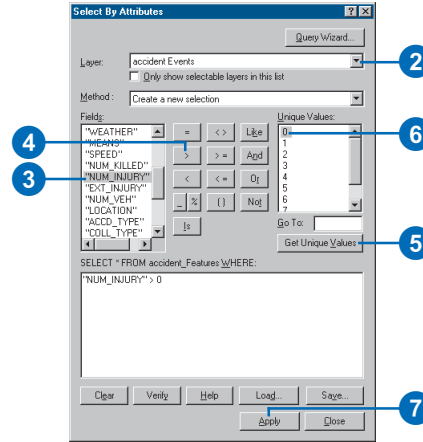 Select By Attributes
Query Wizard...
Layer: accident Events
Only show selectable layers in this list
Method : Create a new selection
Fields: Unique Values:
"WEATHER"
"MEANS"
"SPEED"
"NUM_KILLED"
"NUM_INJURY"
"EXT_INJURY"
"NUM_VEH"
"LOCATION"
"ACCD_TYPE"
"COLL_TYPE"
= < > Like
> > = And
< < = Or
_ % ( ) Not
Is
0
1
2
3
4
5
6
7
Go To:
Get Unique Values
SELECT * FROM accident_Features WHERE:
"NUM_INJURY" > 0
Clear Verify Help Load... Save...
Apply Close
2
4
6
3
5
7